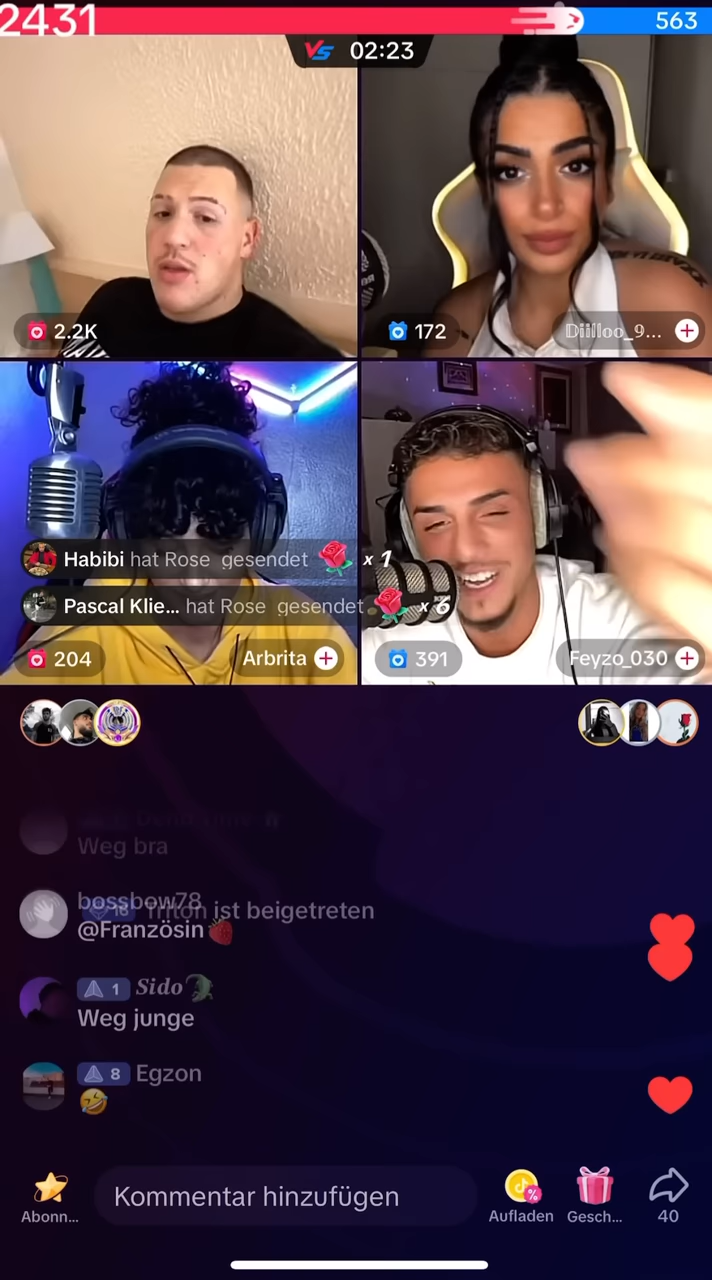 2431
563
VS 02:23
2.2K
172
Diilloo_9...
Habibi hat Rose gesendet x 1
Pascal Klie... hat Rose gesendet x 6
204
Arbrita
391
Feyzo_030
Weg bra
bossbow78
Triton ist beigetreten
@Französin🍓
1 Sido🐊
Weg junge
8 Egzon
🤣
Abonn...
Kommentar hinzufügen
Aufladen
Gesch...
40